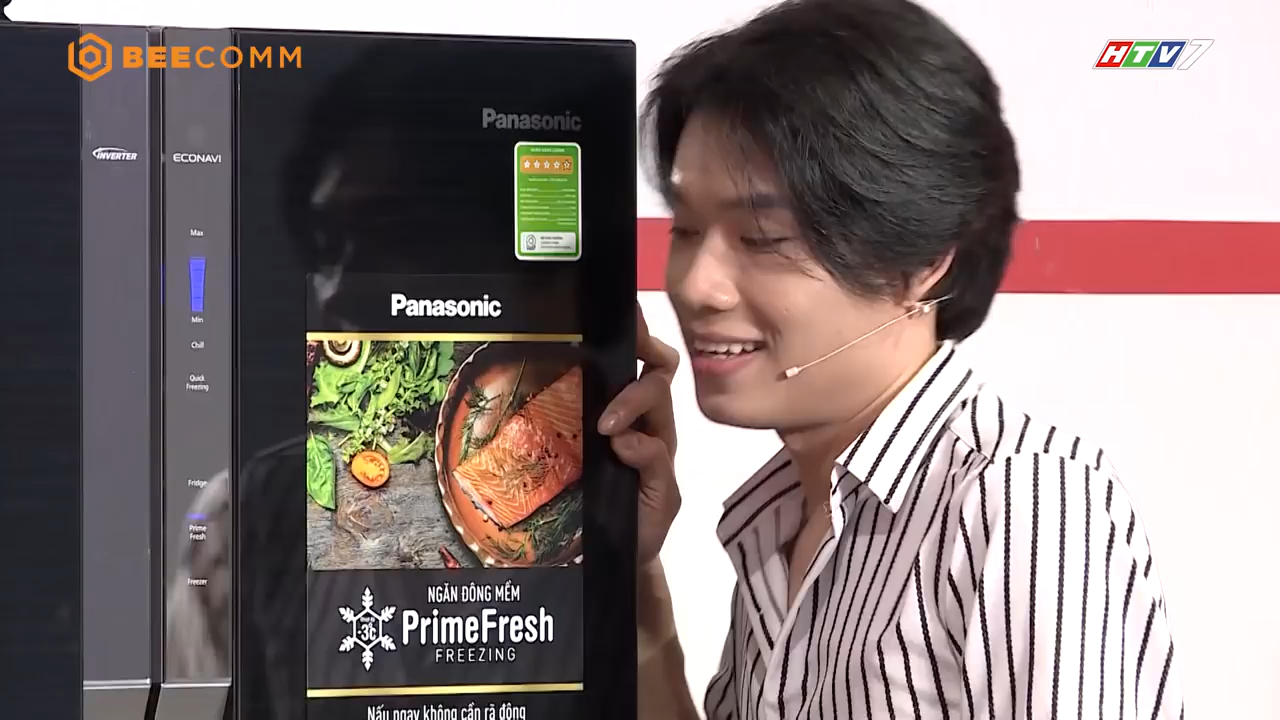 BEECOMM
HTV7
INVERTER
ECONAVI
Max
Min
Chill
Quick
Freezing
Fridge
Prime
Fresh
Freezer
Panasonic
Panasonic
NGĂN ĐÔNG MỀM
-3°C
PrimeFresh
FREEZING
Nấu ngay không cần rã đông